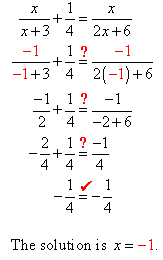 x/(x+3) + 1/4 = x/(2x+6)
-1/(-1+3) + 1/4 =? -1/(2(-1)+6)
-1/2 + 1/4 =? -1/(-2+6)
-2/4 + 1/4 =? -1/4
-1/4 =✔ -1/4
The solution is x = -1.